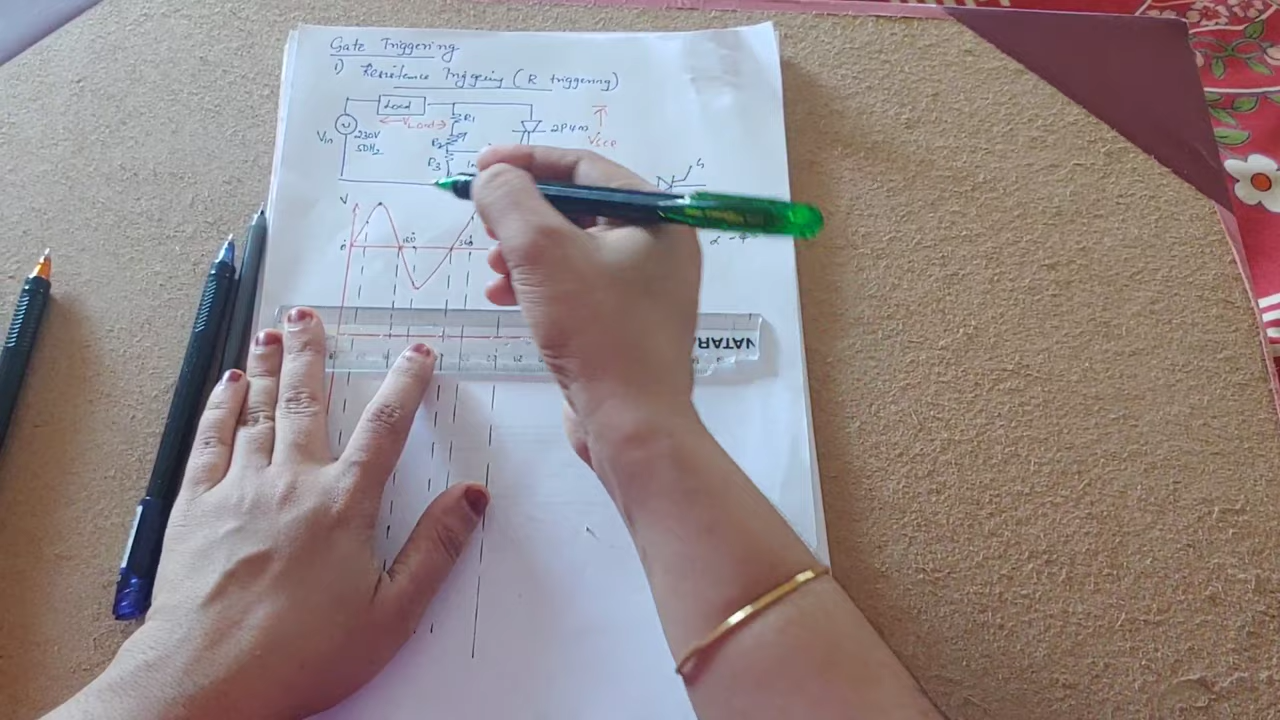 Gate Triggering
1) Resistance Triggering (R triggering)
Load
R1
VLoad
2P4M
Vin
230V
50Hz
R2
VSCR
R3
G
V
0
180°
360
α
NATAR